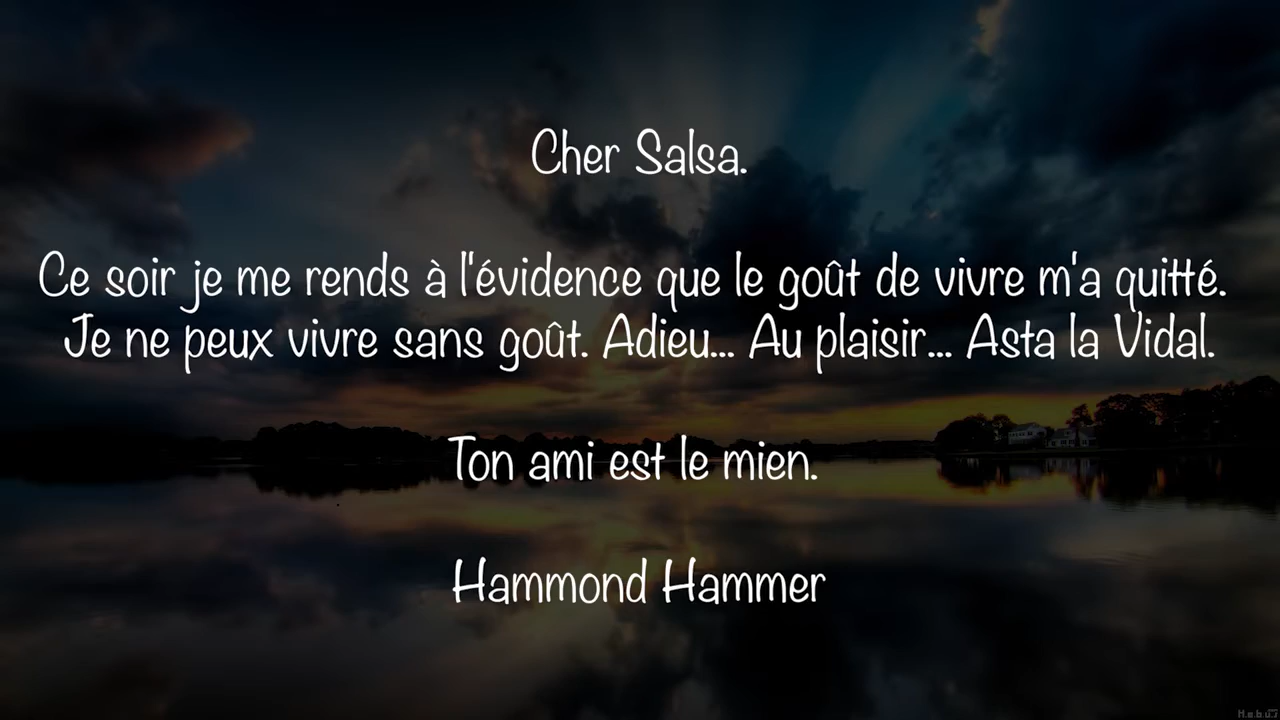 Cher Salsa.
Ce soir je me rends à l'évidence que le goût de vivre m'a quitté.
Je ne peux vivre sans goût. Adieu... Au plaisir... Asta la Vidal.
Ton ami est le mien.
Hammond Hammer